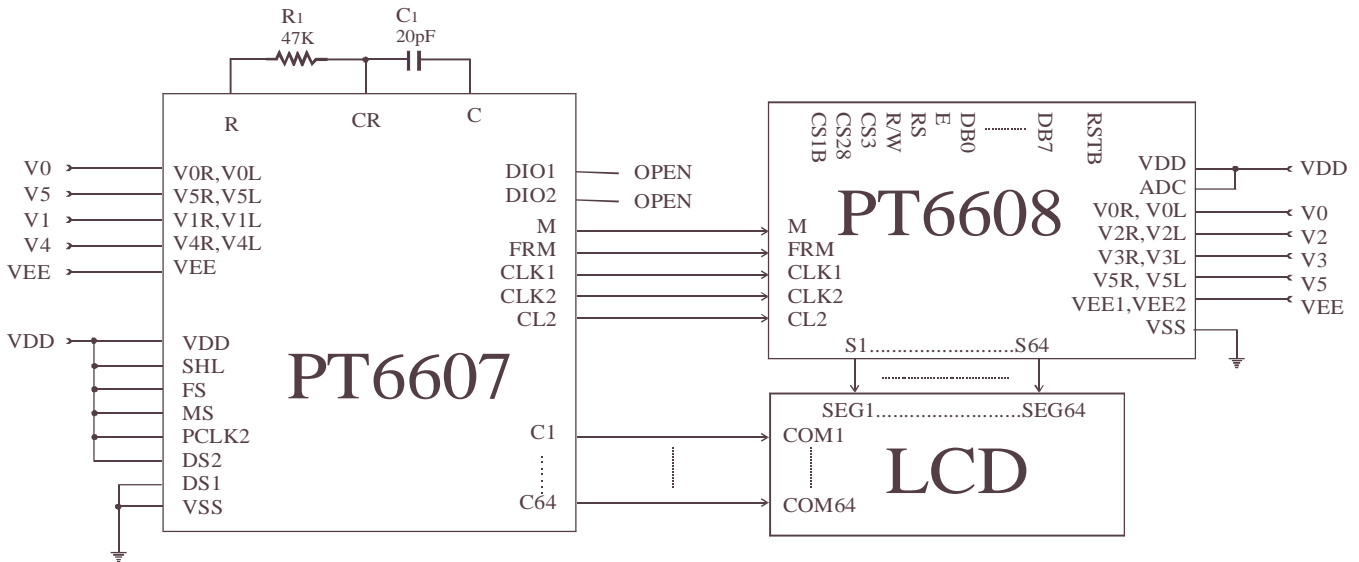 R1
47K
C1
20pF
R
CR
C
V0
V5
V1
V4
VEE
V0R,V0L
V5R,V5L
V1R,V1L
V4R,V4L
VEE
VDD
VDD
SHL
FS
MS
PCLK2
DS2
DS1
VSS
PT6607
DIO1
DIO2
M
FRM
CLK1
CLK2
CL2
C1
C64
OPEN
OPEN
CS1B
CS28
CS3
R/W
RS
E
DB0
DB7
RSTB
PT6608
M
FRM
CLK1
CLK2
CL2
VDD
ADC
V0R, V0L
V2R,V2L
V3R,V3L
V5R, V5L
VEE1,VEE2
VSS
VDD
V0
V2
V3
V5
VEE
S1..........................S64
SEG1..........................SEG64
COM1
COM64
LCD